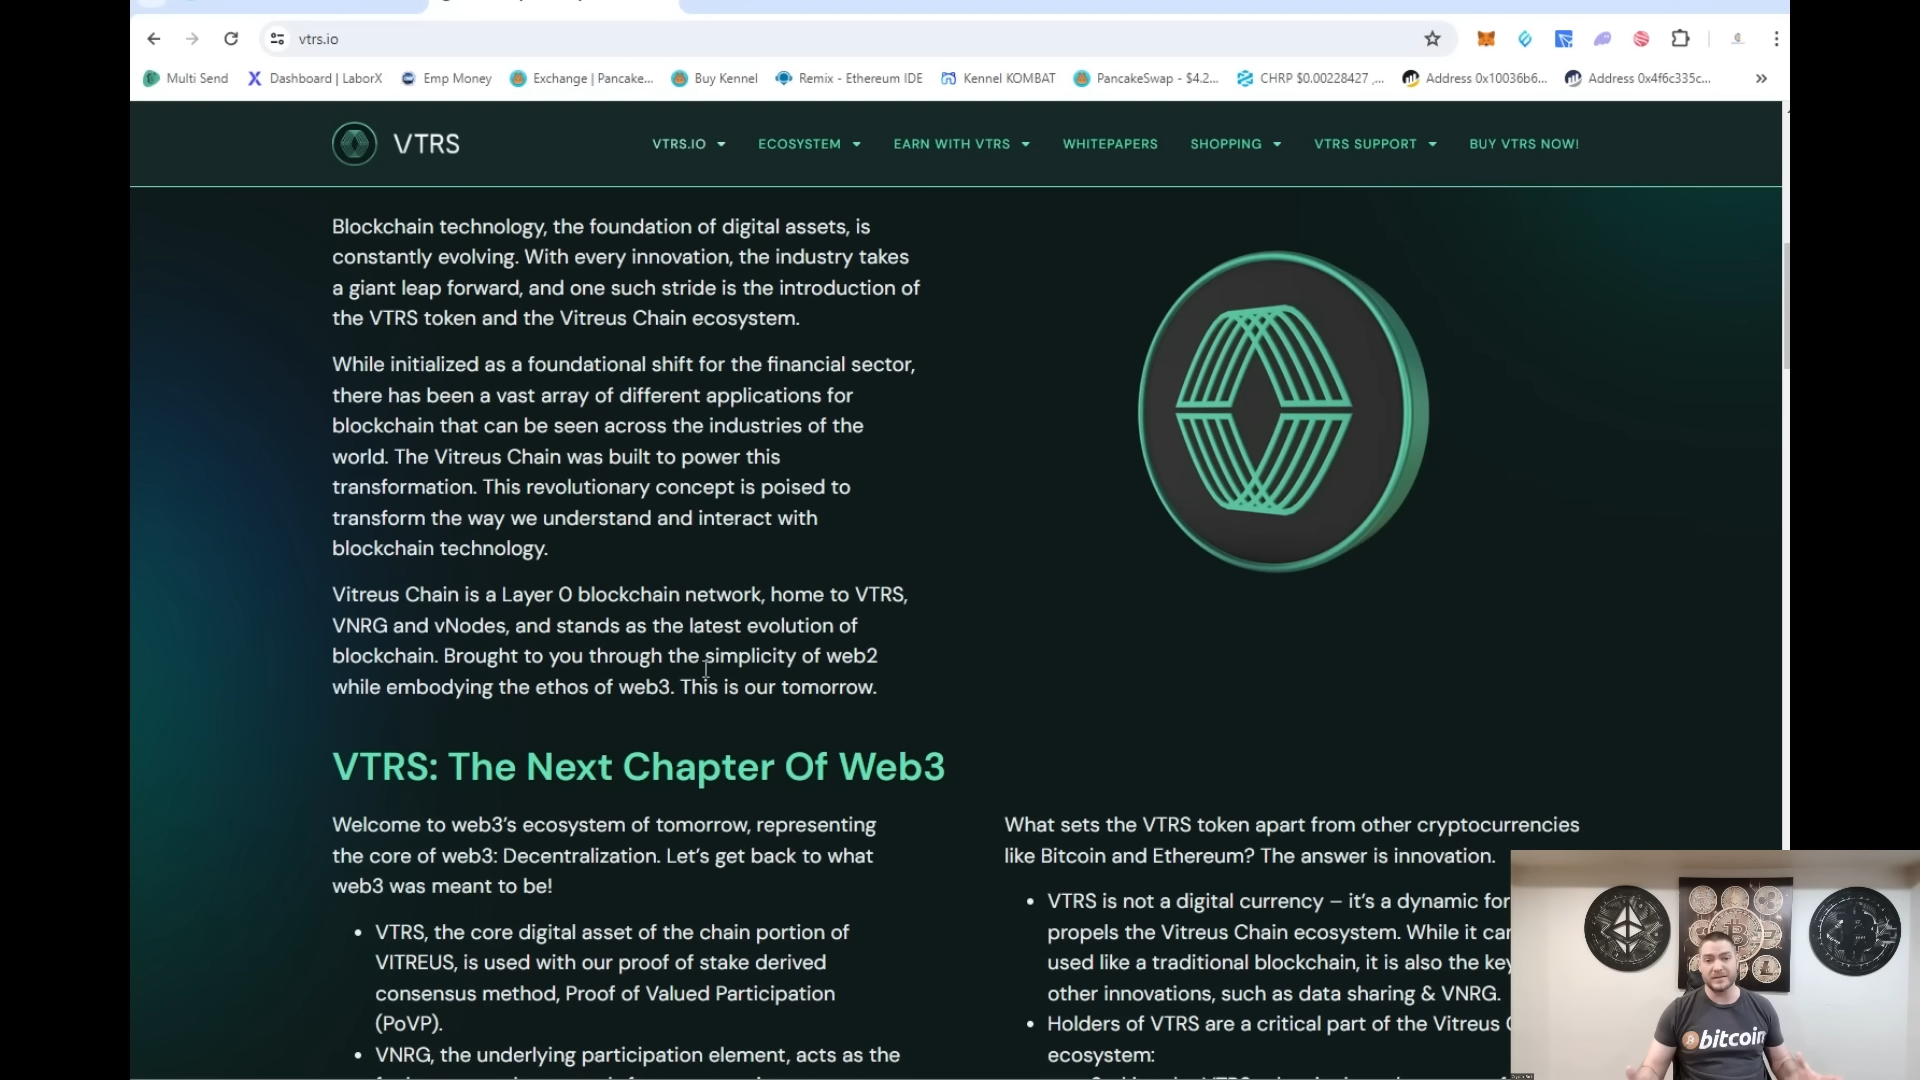 vtrs.io
Multi Send
Dashboard | LaborX
Emp Money
Exchange | Pancake...
Buy Kennel
Remix - Ethereum IDE
Kennel KOMBAT
PancakeSwap - $4.2...
CHRP $0.00228427 ,...
Address 0x10036b6...
Address 0x4f6c335c...
VTRS
VTRS.IO
ECOSYSTEM
EARN WITH VTRS
WHITEPAPERS
SHOPPING
VTRS SUPPORT
BUY VTRS NOW!
Blockchain technology, the foundation of digital assets, is
constantly evolving. With every innovation, the industry takes
a giant leap forward, and one such stride is the introduction of
the VTRS token and the Vitreus Chain ecosystem.
While initialized as a foundational shift for the financial sector,
there has been a vast array of different applications for
blockchain that can be seen across the industries of the
world. The Vitreus Chain was built to power this
transformation. This revolutionary concept is poised to
transform the way we understand and interact with
blockchain technology.
Vitreus Chain is a Layer 0 blockchain network, home to VTRS,
VNRG and vNodes, and stands as the latest evolution of
blockchain. Brought to you through the simplicity of web2
while embodying the ethos of web3. This is our tomorrow.
VTRS: The Next Chapter Of Web3
Welcome to web3's ecosystem of tomorrow, representing
the core of web3: Decentralization. Let's get back to what
web3 was meant to be!
• VTRS, the core digital asset of the chain portion of
VITREUS, is used with our proof of stake derived
consensus method, Proof of Valued Participation
(PoVP).
• VNRG, the underlying participation element, acts as the
What sets the VTRS token apart from other cryptocurrencies
like Bitcoin and Ethereum? The answer is innovation.
• VTRS is not a digital currency – it's a dynamic for
propels the Vitreus Chain ecosystem. While it car
used like a traditional blockchain, it is also the key
other innovations, such as data sharing & VNRG.
• Holders of VTRS are a critical part of the Vitreus
ecosystem:
bitcoin